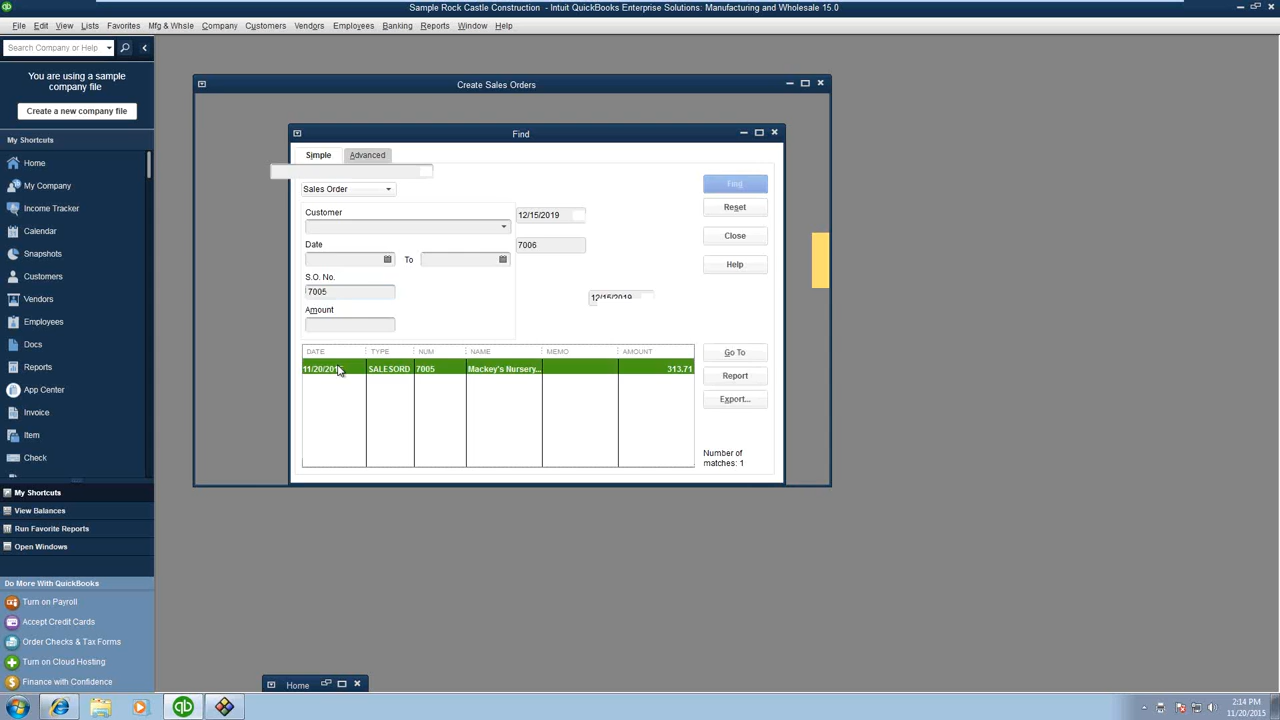 Sample Rock Castle Construction - Intuit QuickBooks Enterprise Solutions: Manufacturing and Wholesale 15.0
File Edit View Lists Favorites Mfg & Whsle Company Customers Vendors Employees Banking Reports Window Help
Search Company or Help
You are using a sample
company file
Create a new company file
My Shortcuts
Home
My Company
Income Tracker
Calendar
Snapshots
Customers
Vendors
Employees
Docs
Reports
App Center
Invoice
Item
Check
My Shortcuts
View Balances
Run Favorite Reports
Open Windows
Do More With QuickBooks
Turn on Payroll
Accept Credit Cards
Order Checks & Tax Forms
Turn on Cloud Hosting
Finance with Confidence
Create Sales Orders
Find
Simple Advanced
Sales Order
Find
Customer
12/15/2019
Reset
Date
7006
Close
To
Help
S.O. No.
7005
12/15/2019
Amount
DATE TYPE NUM NAME MEMO AMOUNT
Go To
SALESORD 7005 Mackey's Nursery... 313.71
Report
Export...
Number of
matches: 1
Home
2:14 PM
11/20/2015